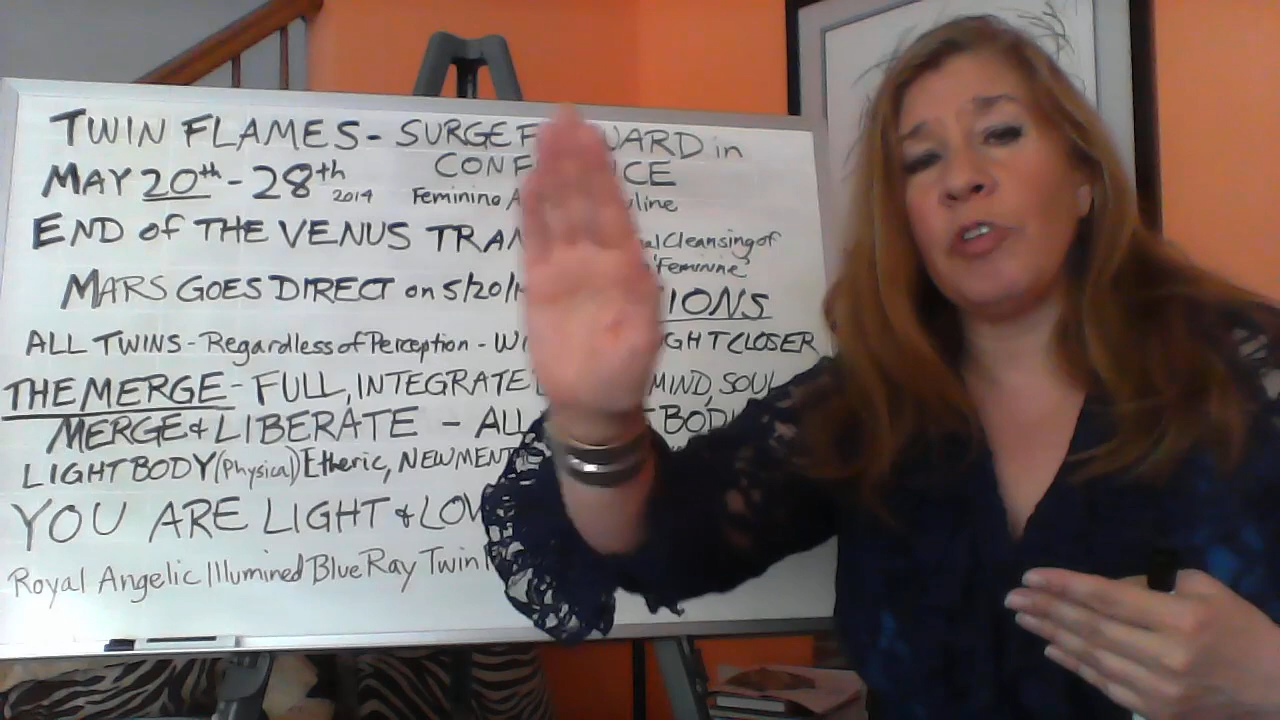 TWIN FLAMES - SURGE F WARD in
CONF CE
MAY 20th - 28th 2014 Feminine A uline
END of THE VENUS TRAN al Cleansing of
"Feminine"
MARS GOES DIRECT on 5/20/1 IONS
ALL TWINS - Regardless of Perception - Wi GHT CLOSER
THE MERGE - FULL, INTEGRATE MIND, SOUL
MERGE & LIBERATE - ALL BODI
LIGHT BODY (Physical) Etheric, NEW MENT
YOU ARE LIGHT & LOV
Royal Angelic Illumined Blue Ray Twin